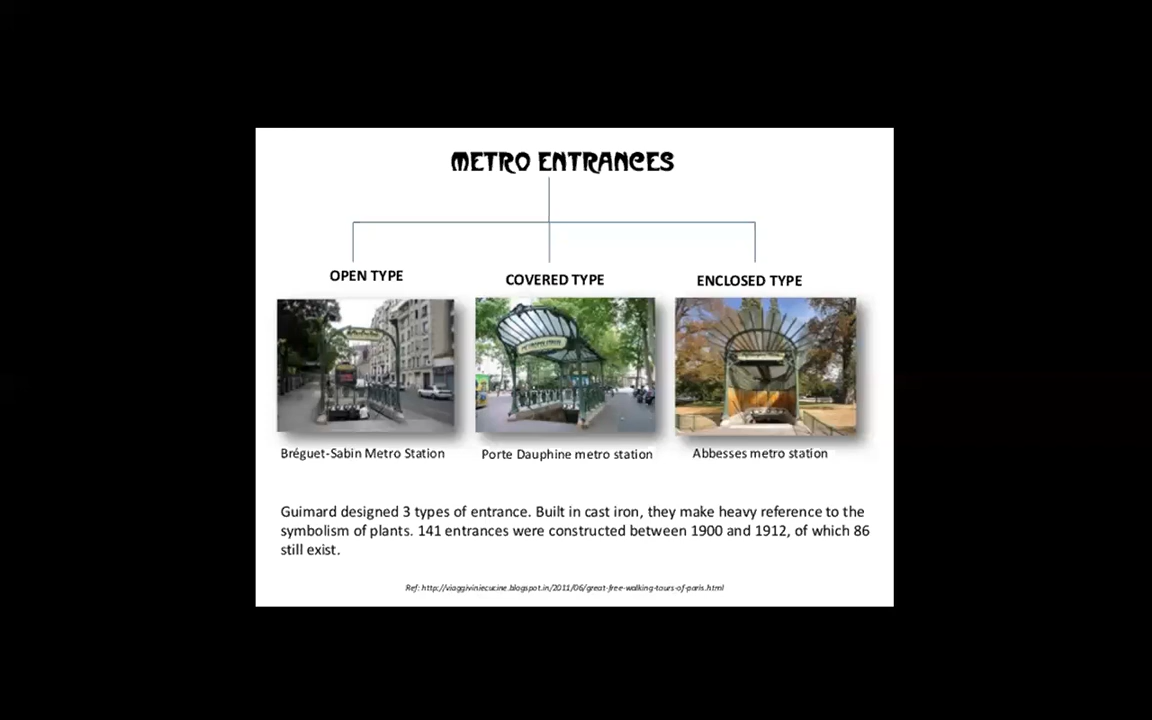 METRO ENTRANCES
OPEN TYPE
COVERED TYPE
ENCLOSED TYPE
Bréguet-Sabin Metro Station
Porte Dauphine metro station
Abbesses metro station
Guimard designed 3 types of entrance. Built in cast iron, they make heavy reference to the
symbolism of plants. 141 entrances were constructed between 1900 and 1912, of which 86
still exist.
Ref: http://viaggiviniecucine.blogspot.in/2011/06/great-free-walking-tours-of-paris.html